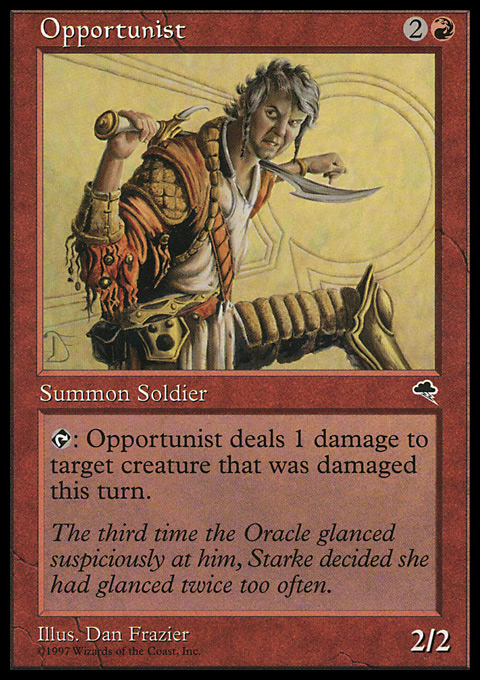 Opportunist 2
Summon Soldier
: Opportunist deals 1 damage to
target creature that was damaged
this turn.
The third time the Oracle glanced
suspiciously at him, Starke decided she
had glanced twice too often.
Illus. Dan Frazier
©1997 Wizards of the Coast, Inc.
2/2